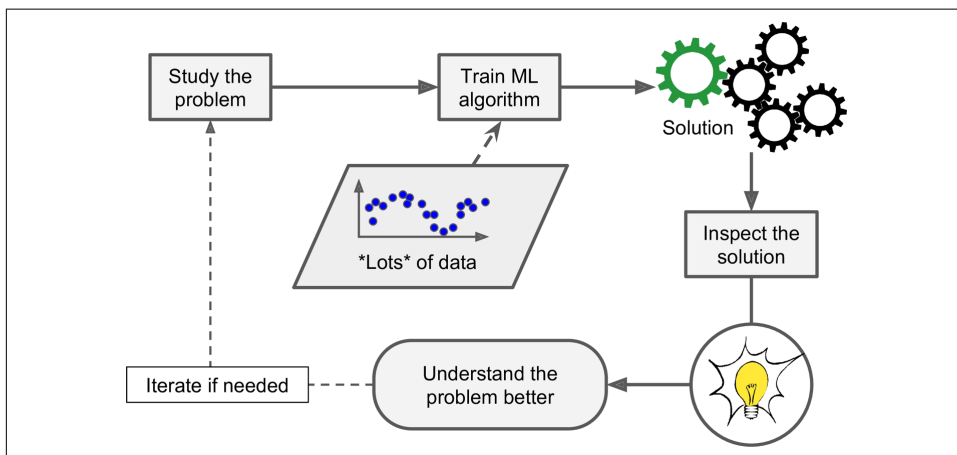 Study the
problem
Train ML
algorithm
Solution
*Lots* of data
Inspect the
solution
Understand the
problem better
Iterate if needed